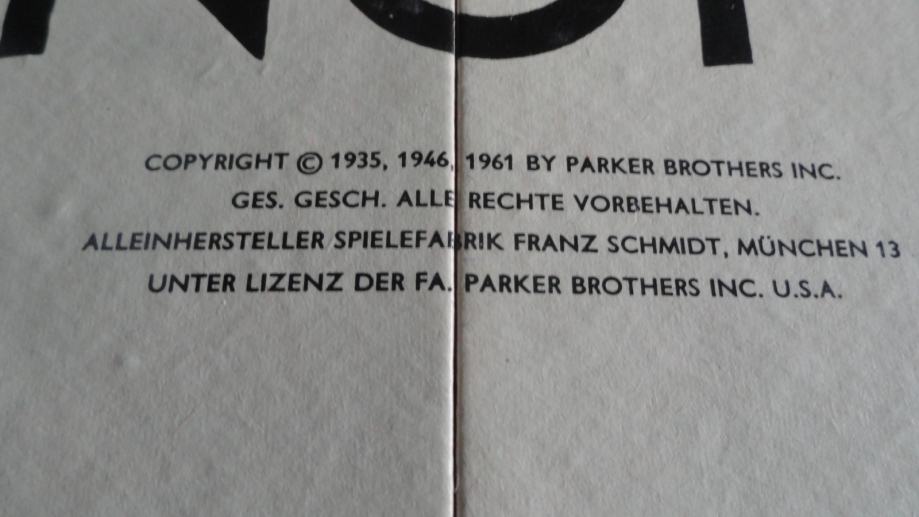 COPYRIGHT © 1935, 1946, 1961 BY PARKER BROTHERS INC.
GES. GESCH. ALLE RECHTE VORBEHALTEN.
ALLEINHERSTELLER SPIELEFABRIK FRANZ SCHMIDT, MÜNCHEN 13
UNTER LIZENZ DER FA. PARKER BROTHERS INC. U.S.A.